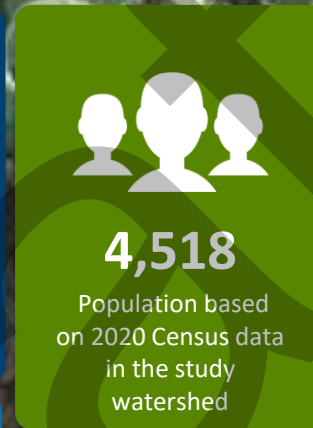 4,518
Population based
on 2020 Census data
in the study
watershed